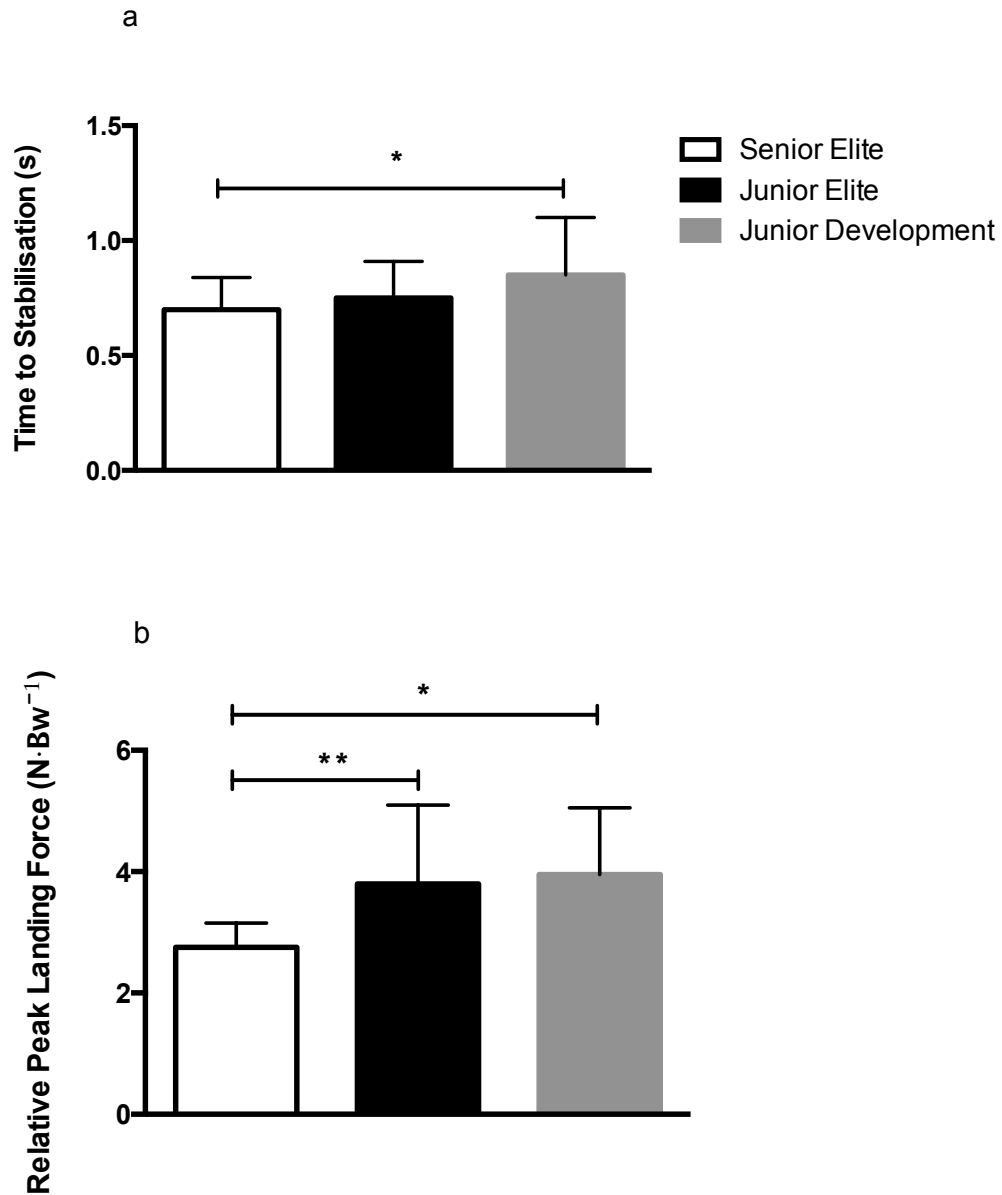 a
Time to Stabilisation (s)
1.5
1.0
0.5
0.0
*
Senior Elite
Junior Elite
Junior Development
b
Relative Peak Landing Force (N·Bw⁻¹)
6
4
2
0
*
**